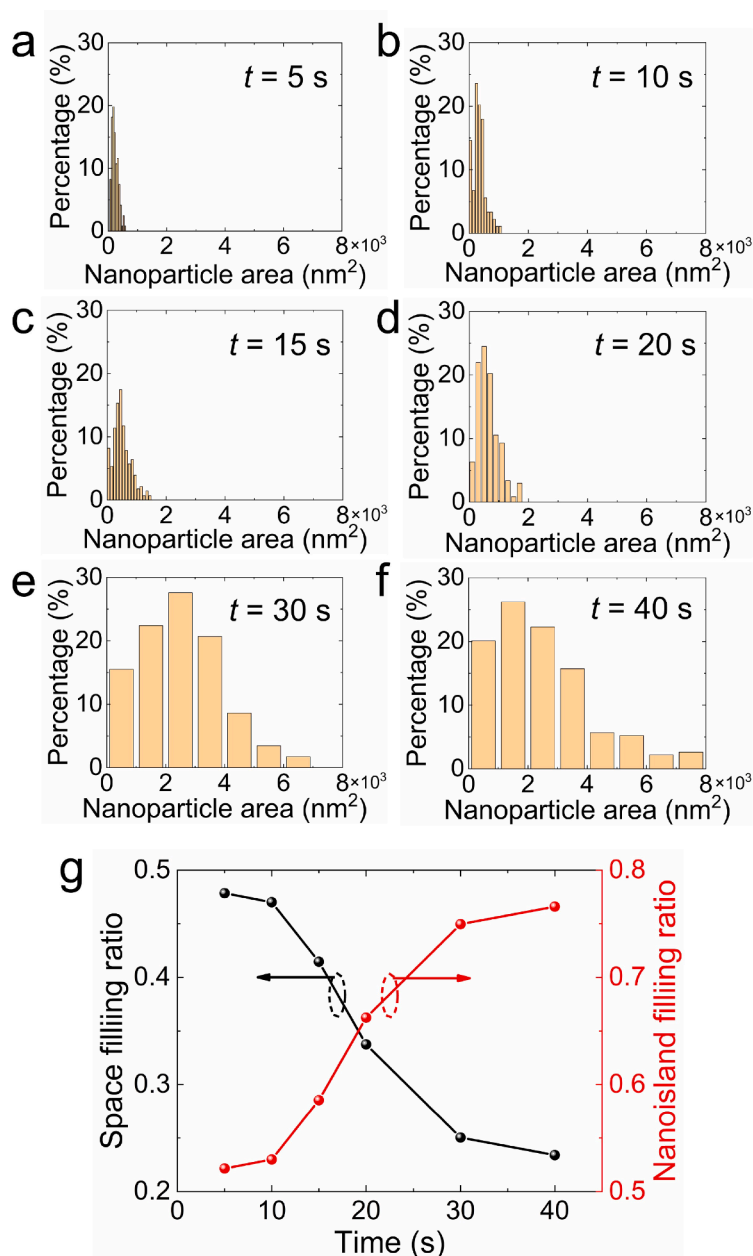 a
t = 5 s
Percentage (%)
30
20
10
0
0 2 4 6 8 ×10³
Nanoparticle area (nm²)
b
t = 10 s
Percentage (%)
30
20
10
0
0 2 4 6 8 ×10³
Nanoparticle area (nm²)
c
t = 15 s
Percentage (%)
30
20
10
0
0 2 4 6 8 ×10³
Nanoparticle area (nm²)
d
t = 20 s
Percentage (%)
30
20
10
0
0 2 4 6 8 ×10³
Nanoparticle area (nm²)
e
t = 30 s
Percentage (%)
30
20
10
0
0 2 4 6 8 ×10³
Nanoparticle area (nm²)
f
t = 40 s
Percentage (%)
30
20
10
0
0 2 4 6 8 ×10³
Nanoparticle area (nm²)
g
Space filliing ratio
0.5
0.4
0.3
0.2
0.8
0.7
0.6
0.5
Nanoisland filliing ratio
0 10 20 30 40
Time (s)